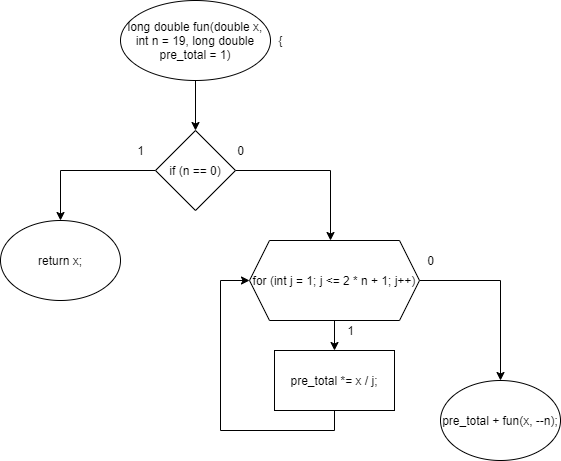 long double fun(double x,
int n = 19, long double
pre_total = 1)
{
1
0
if (n == 0)
return x;
for (int j = 1; j <= 2 * n + 1; j++)
0
1
pre_total *= x / j;
pre_total + fun(x, --n);